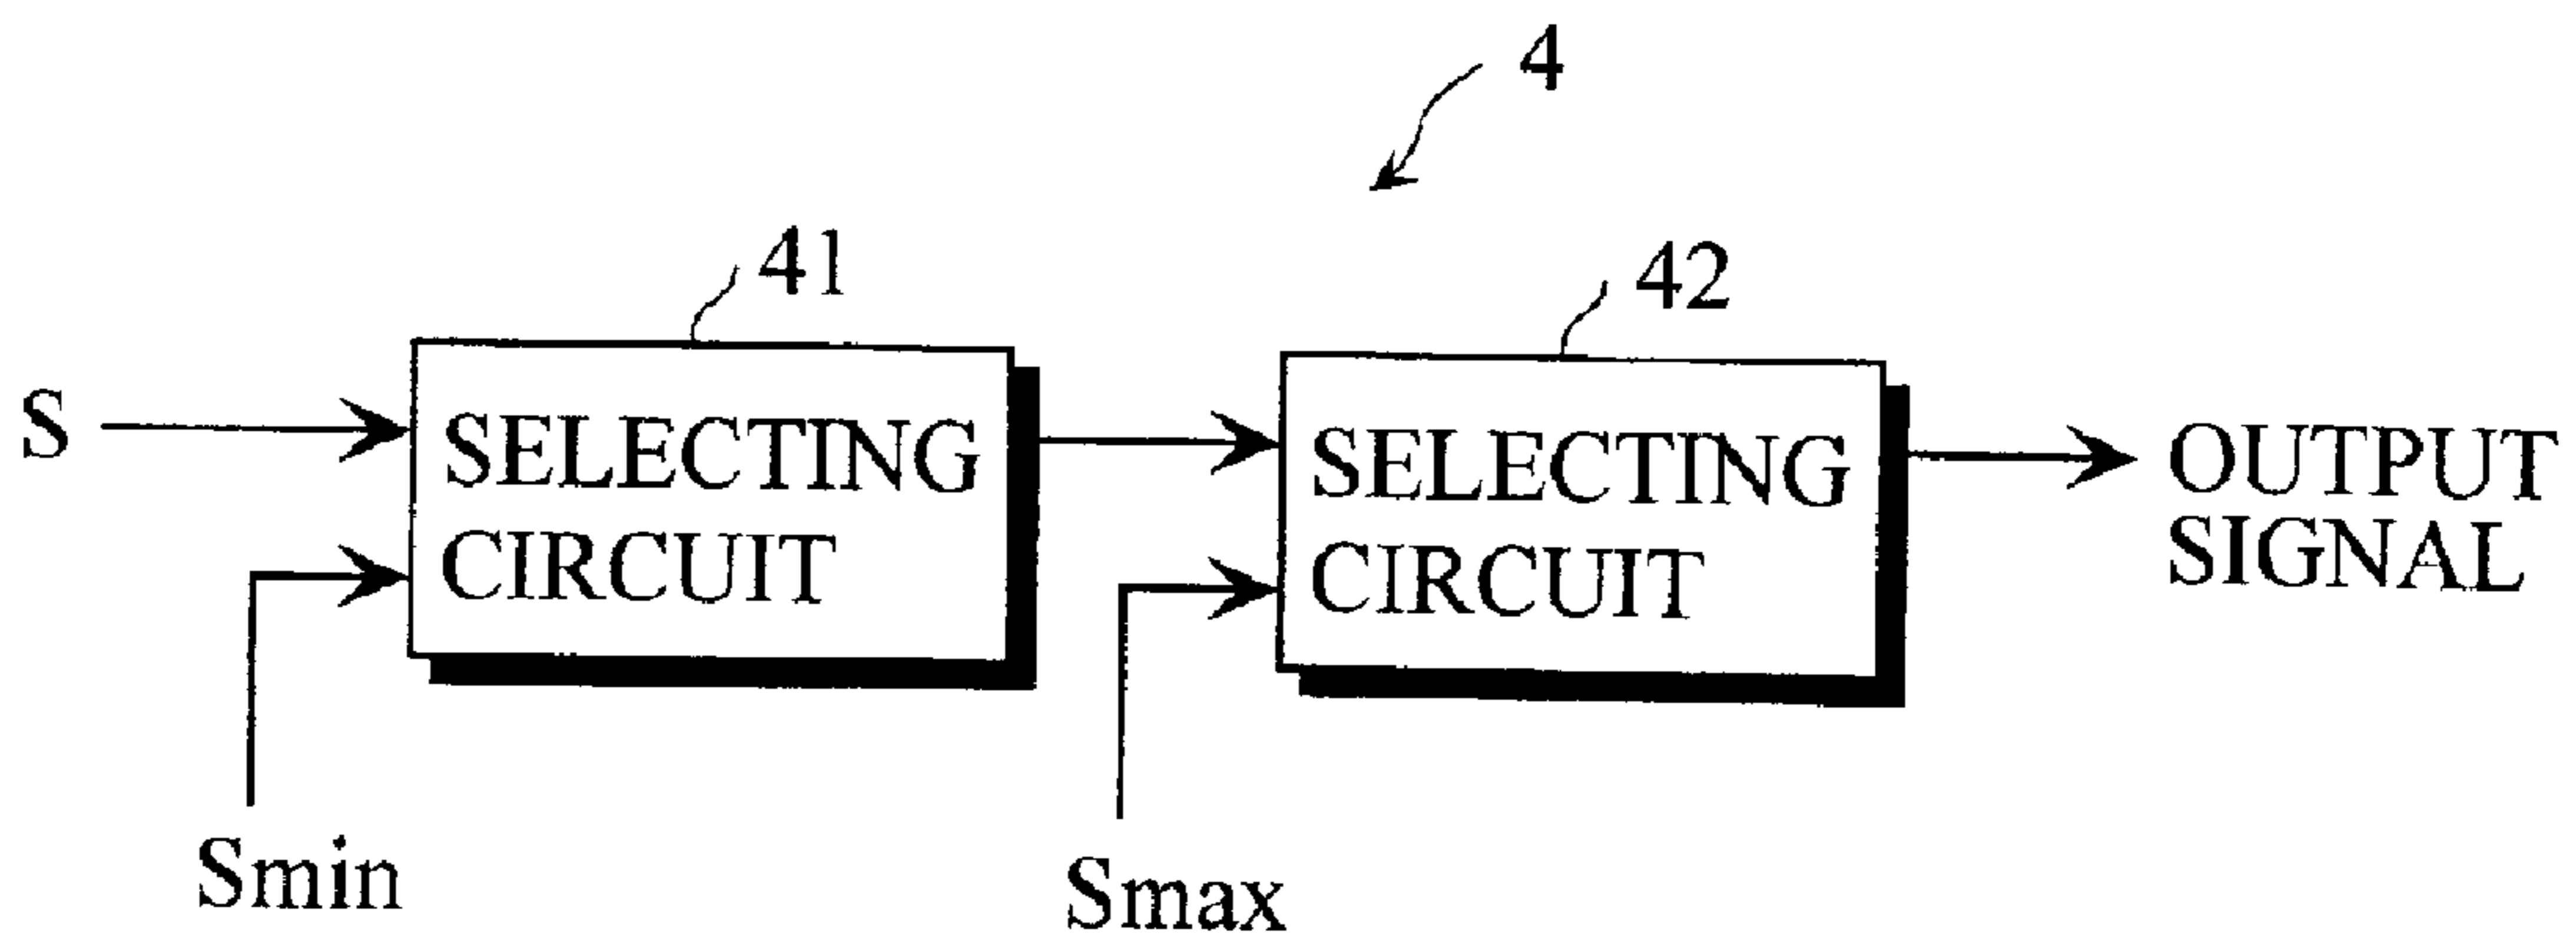 4
41
42
S
SELECTING
CIRCUIT
SELECTING
CIRCUIT
OUTPUT
SIGNAL
Smin
Smax